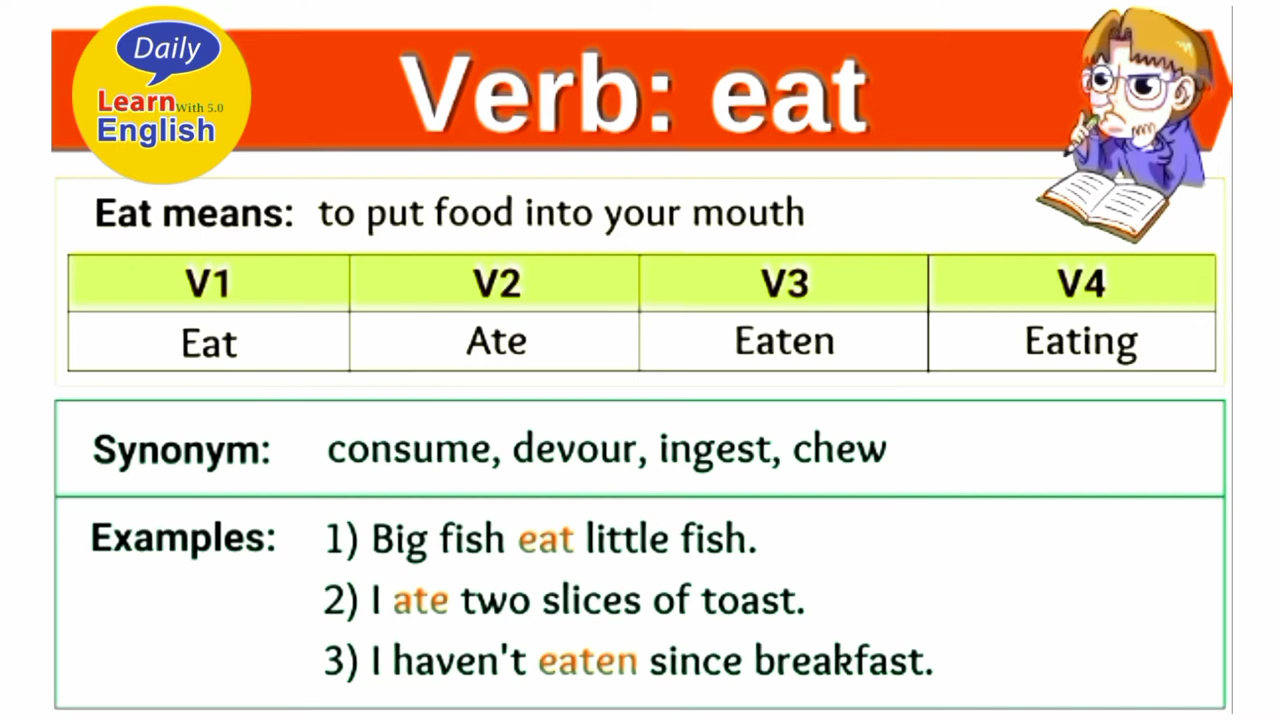 Daily
Learn With 5.0
English
Verb: eat
Eat means: to put food into your mouth
V1 V2 V3 V4
Eat Ate Eaten Eating
Synonym: consume, devour, ingest, chew
Examples: 1) Big fish eat little fish.
2) I ate two slices of toast.
3) I haven't eaten since breakfast.